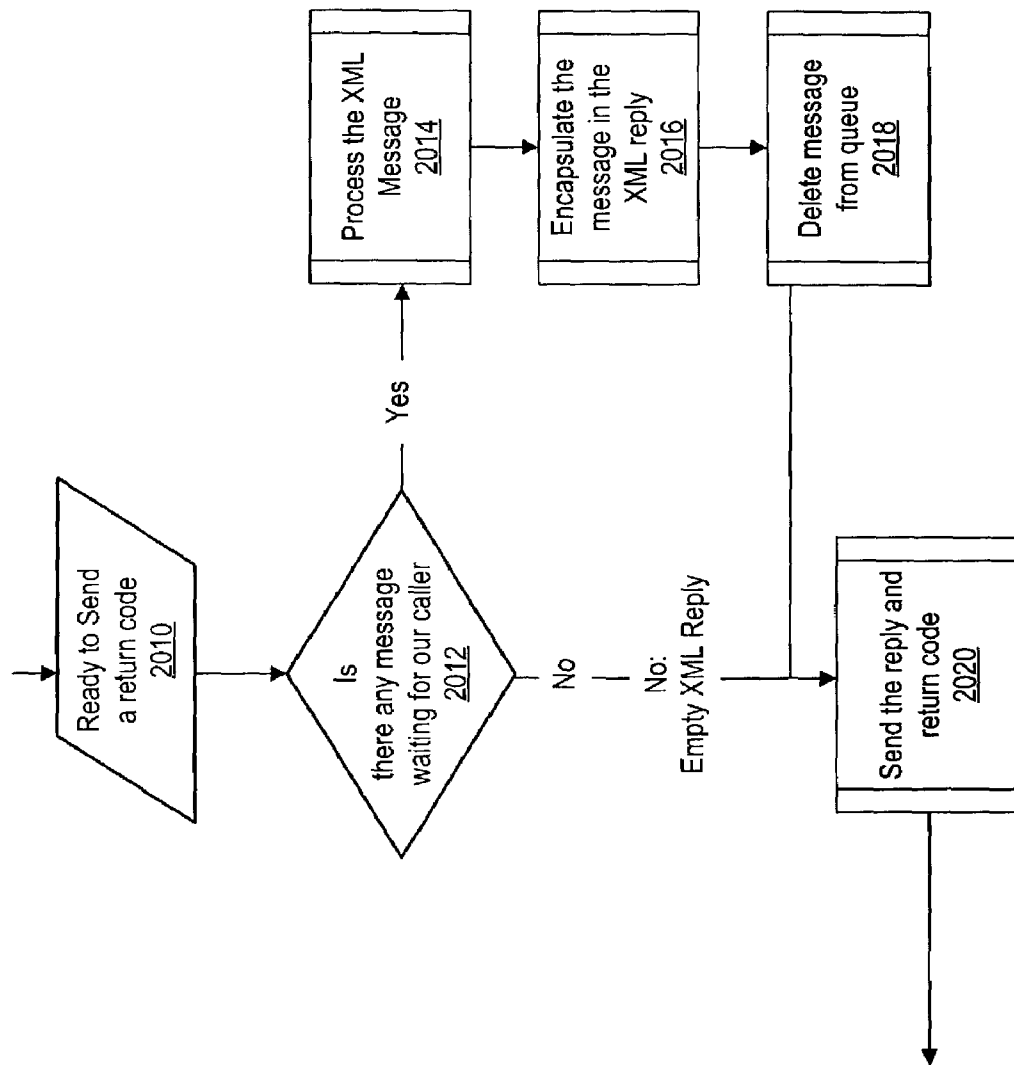 Ready to Send
a return code
2010
Is
there any message
waiting for our caller
2012
Yes
Process the XML
Message
2014
Encapsulate the
message in the
XML reply
2016
Delete message
from queue
2018
No
No:
Empty XML Reply
Send the reply and
return code
2020